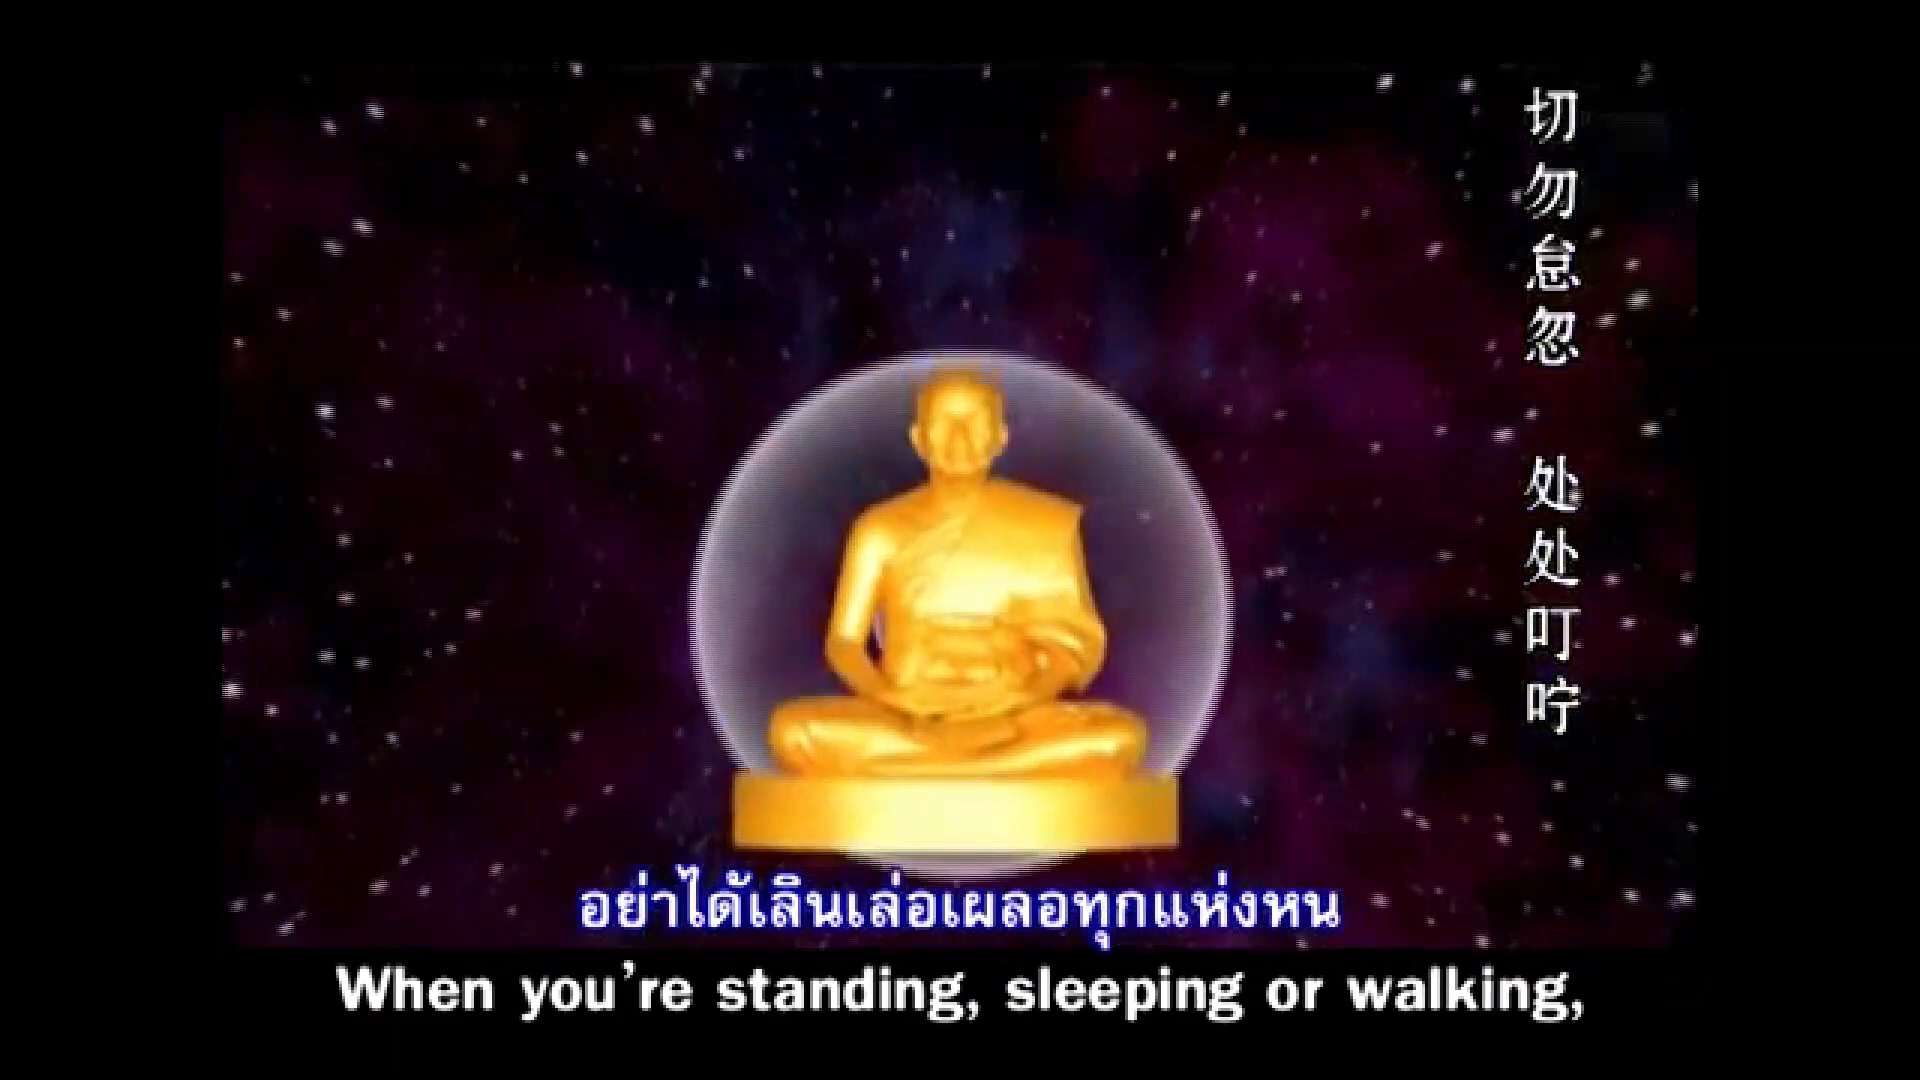 切勿怠忽 处处叮咛
อย่าได้เลินเล่อเผลอทุกแห่งหน
When you're standing, sleeping or walking,